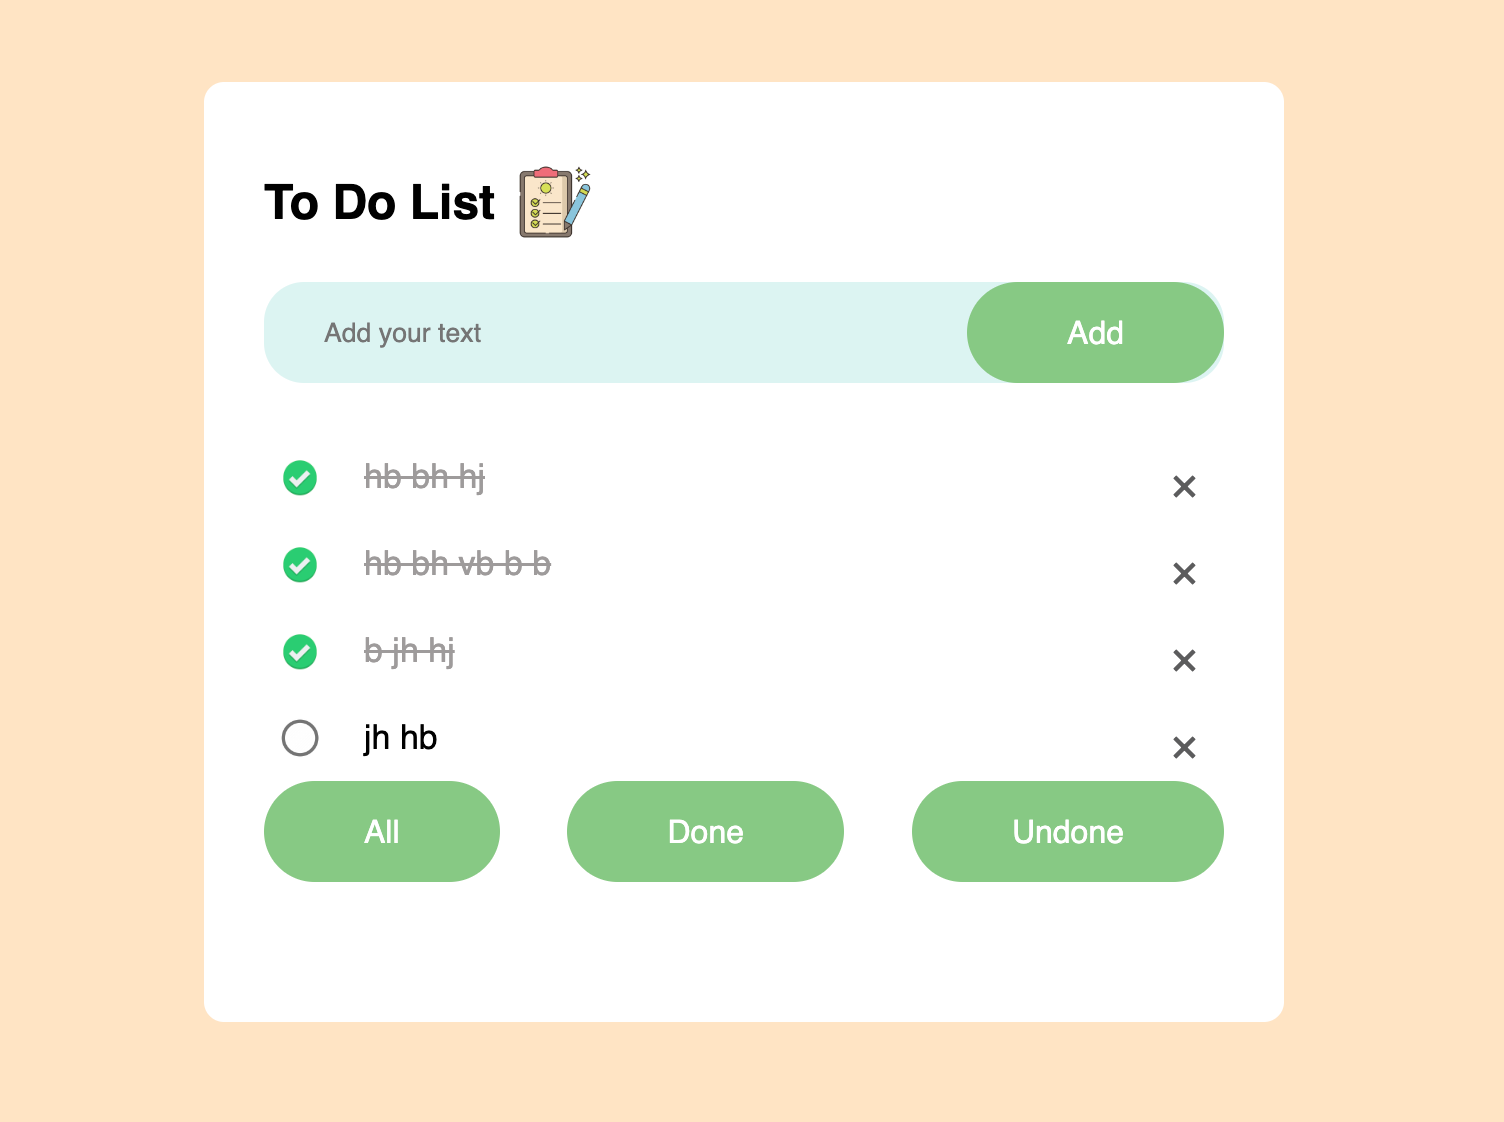 To Do List
Add your text
Add
hb bh hj
hb bh vb b b
b jh hj
jh hb
All
Done
Undone